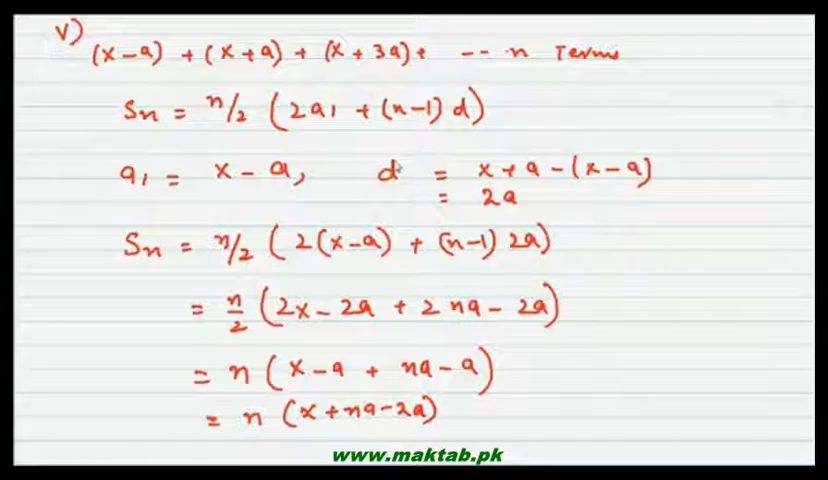 v)
(x-a) + (x+a) + (x + 3a) + --- n Terms
Sn = n/2 (2a1 + (n-1) d)
a1 = x - a, d = x + a - (x - a)
= 2a
Sn = n/2 (2(x-a) + (n-1) 2a)
= n/2 (2x - 2a + 2na - 2a)
= n (x - a + na - a)
= n (x + na - 2a)
www.maktab.pk